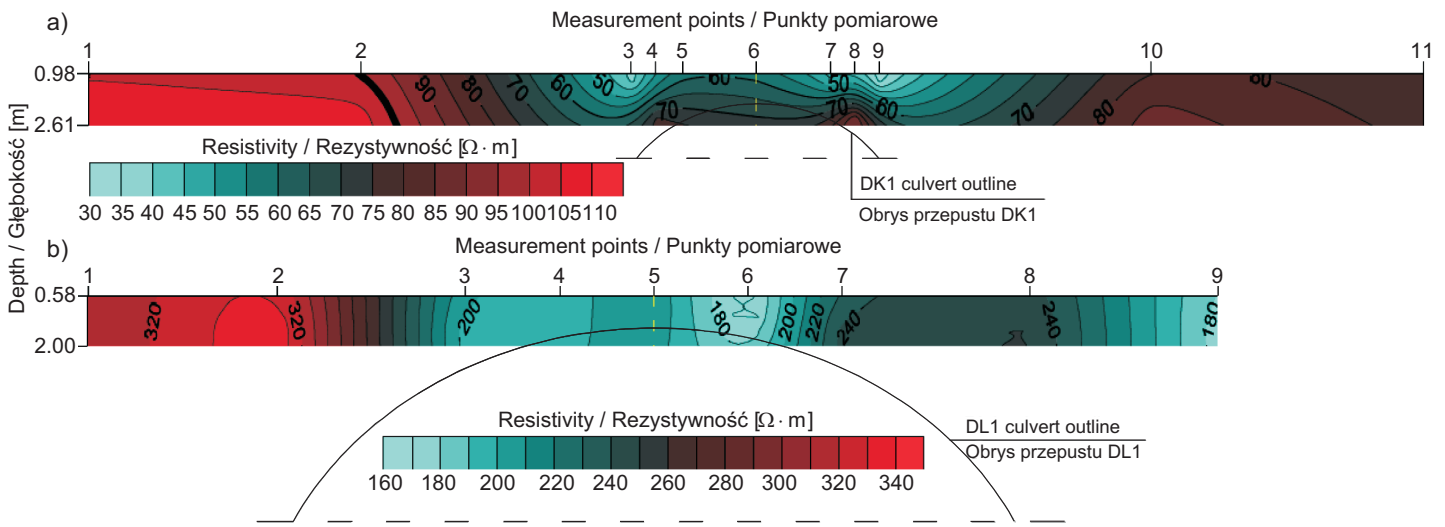 a)
Measurement points / Punkty pomiarowe
1 2 3 4 5 6 7 8 9 10 11
0.98
2.61
90 80 70 60 50 60 70 50 70 60 70 80 80
Resistivity / Rezystywność [Ω · m]
30 35 40 45 50 55 60 65 70 75 80 85 90 95 100 105 110
DK1 culvert outline
Obrys przepustu DK1
Depth / Głębokość [m]
b)
Measurement points / Punkty pomiarowe
1 2 3 4 5 6 7 8 9
0.58
2.00
320 320 200 180 200 220 240 240 180
Resistivity / Rezystywność [Ω · m]
160 180 200 220 240 260 280 300 320 340
DL1 culvert outline
Obrys przepustu DL1